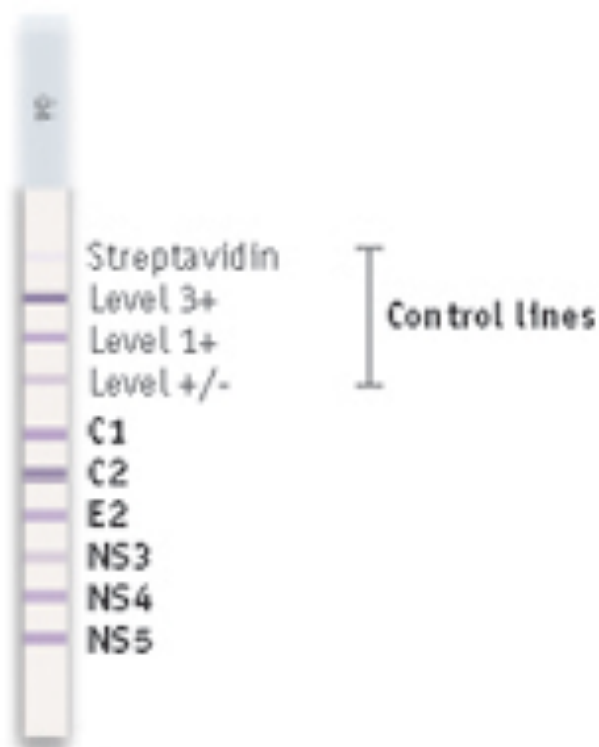 Streptavidin
Level 3+
Level 1+
Level +/-
Control lines
C1
C2
E2
NS3
NS4
NS5